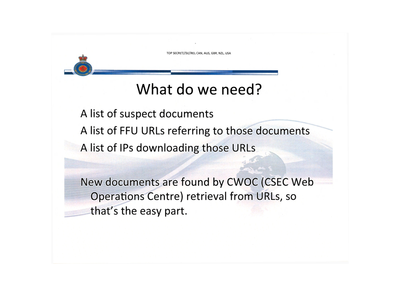 TOP SECRET//SI//REL CAN, AUS, GBR, NZL, USA
What do we need?
A list of suspect documents
A list of FFU URLs referring to those documents
A list of IPs downloading those URLs
New documents are found by CWOC (CSEC Web
Operations Centre) retrieval from URLs, so
that's the easy part.